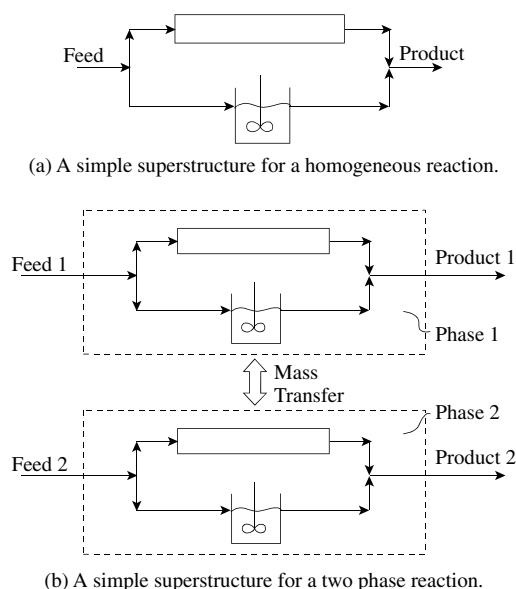 Feed
Product
(a) A simple superstructure for a homogeneous reaction.
Feed 1
Product 1
Phase 1
Mass
Transfer
Phase 2
Feed 2
Product 2
(b) A simple superstructure for a two phase reaction.